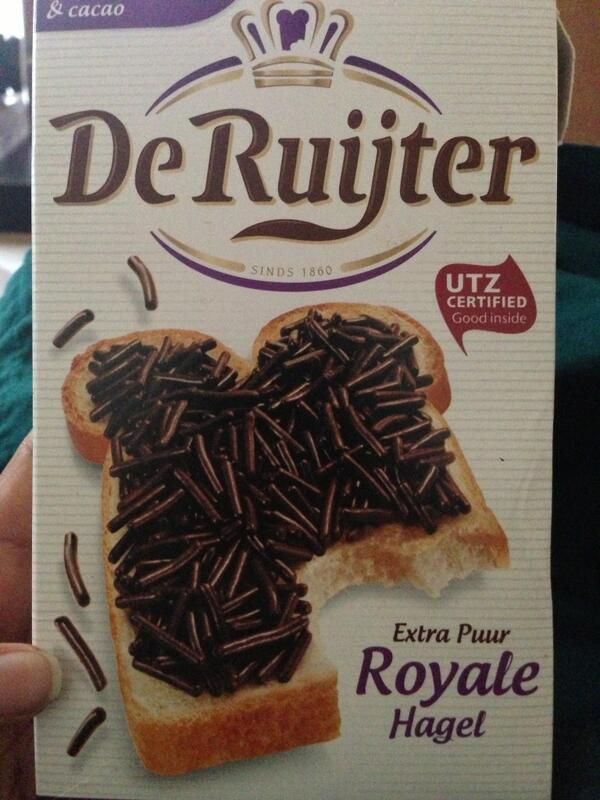 & cacao
De Ruijter
SINDS 1860
UTZ
CERTIFIED
Good inside
Extra Puur
Royale
Hagel